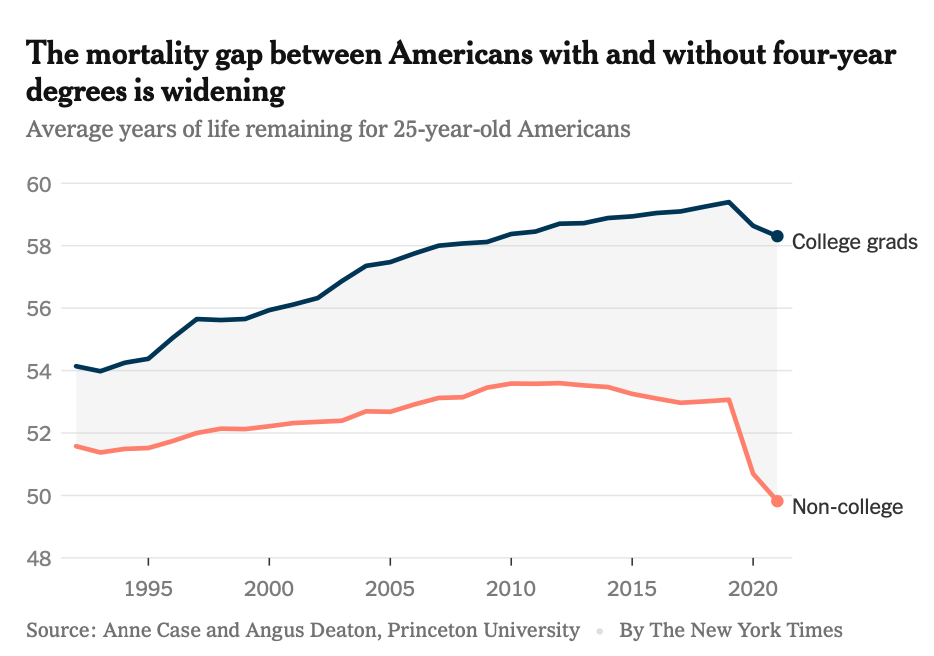 The mortality gap between Americans with and without four-year
degrees is widening
Average years of life remaining for 25-year-old Americans
60
58
College grads
56
54
52
50
Non-college
48
1995 2000 2005 2010 2015 2020
Source: Anne Case and Angus Deaton, Princeton University • By The New York Times